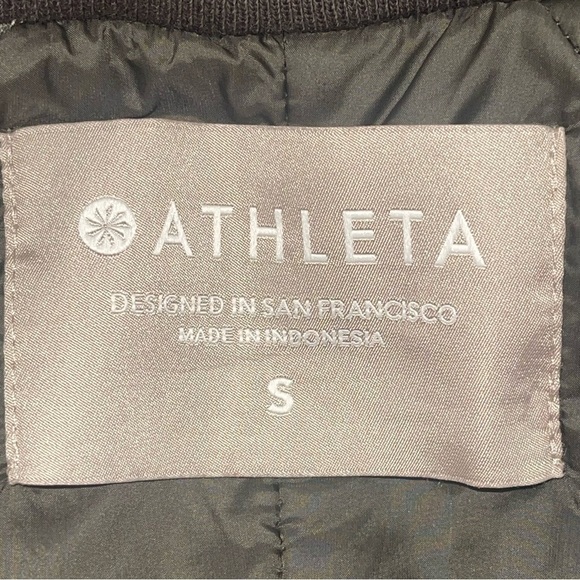 ATHLETA
DESIGNED IN SAN FRANCISCO
MADE IN INDONESIA
S